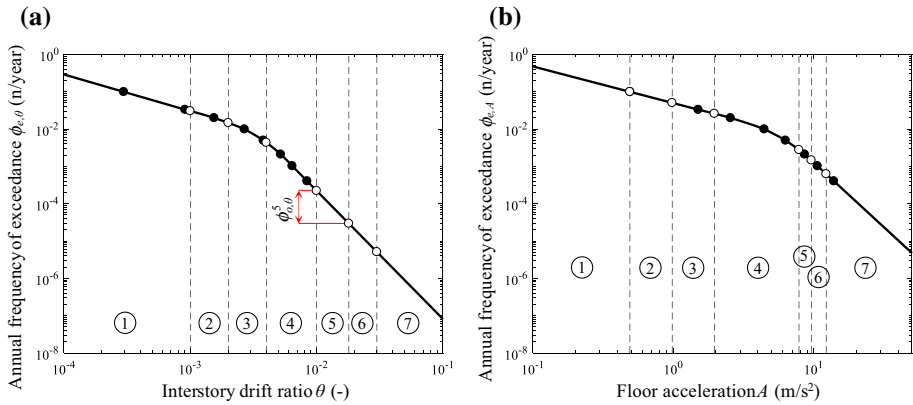 (a)
Annual frequency of exceedance ϕe,θ (n/year)
10^0
10^-2
10^-4
10^-6
10^-8
ϕ^5_o,θ
① ② ③ ④ ⑤ ⑥ ⑦
10^-4 10^-3 10^-2 10^-1
Interstory drift ratio θ (-)
(b)
Annual frequency of exceedance ϕe,A (n/year)
10^0
10^-2
10^-4
10^-6
10^-8
① ② ③ ④ ⑤ ⑥ ⑦
10^-1 10^0 10^1
Floor acceleration A (m/s²)